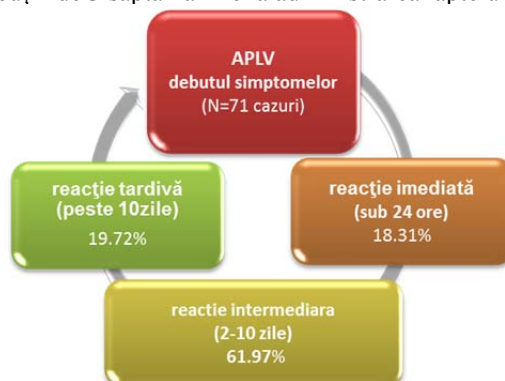 APLV
debutul simptomelor
(N=71 cazuri)
reacţie imediată
(sub 24 ore)
18.31%
reactie intermediara
(2-10 zile)
61.97%
reacţie tardivă
(peste 10zile)
19.72%